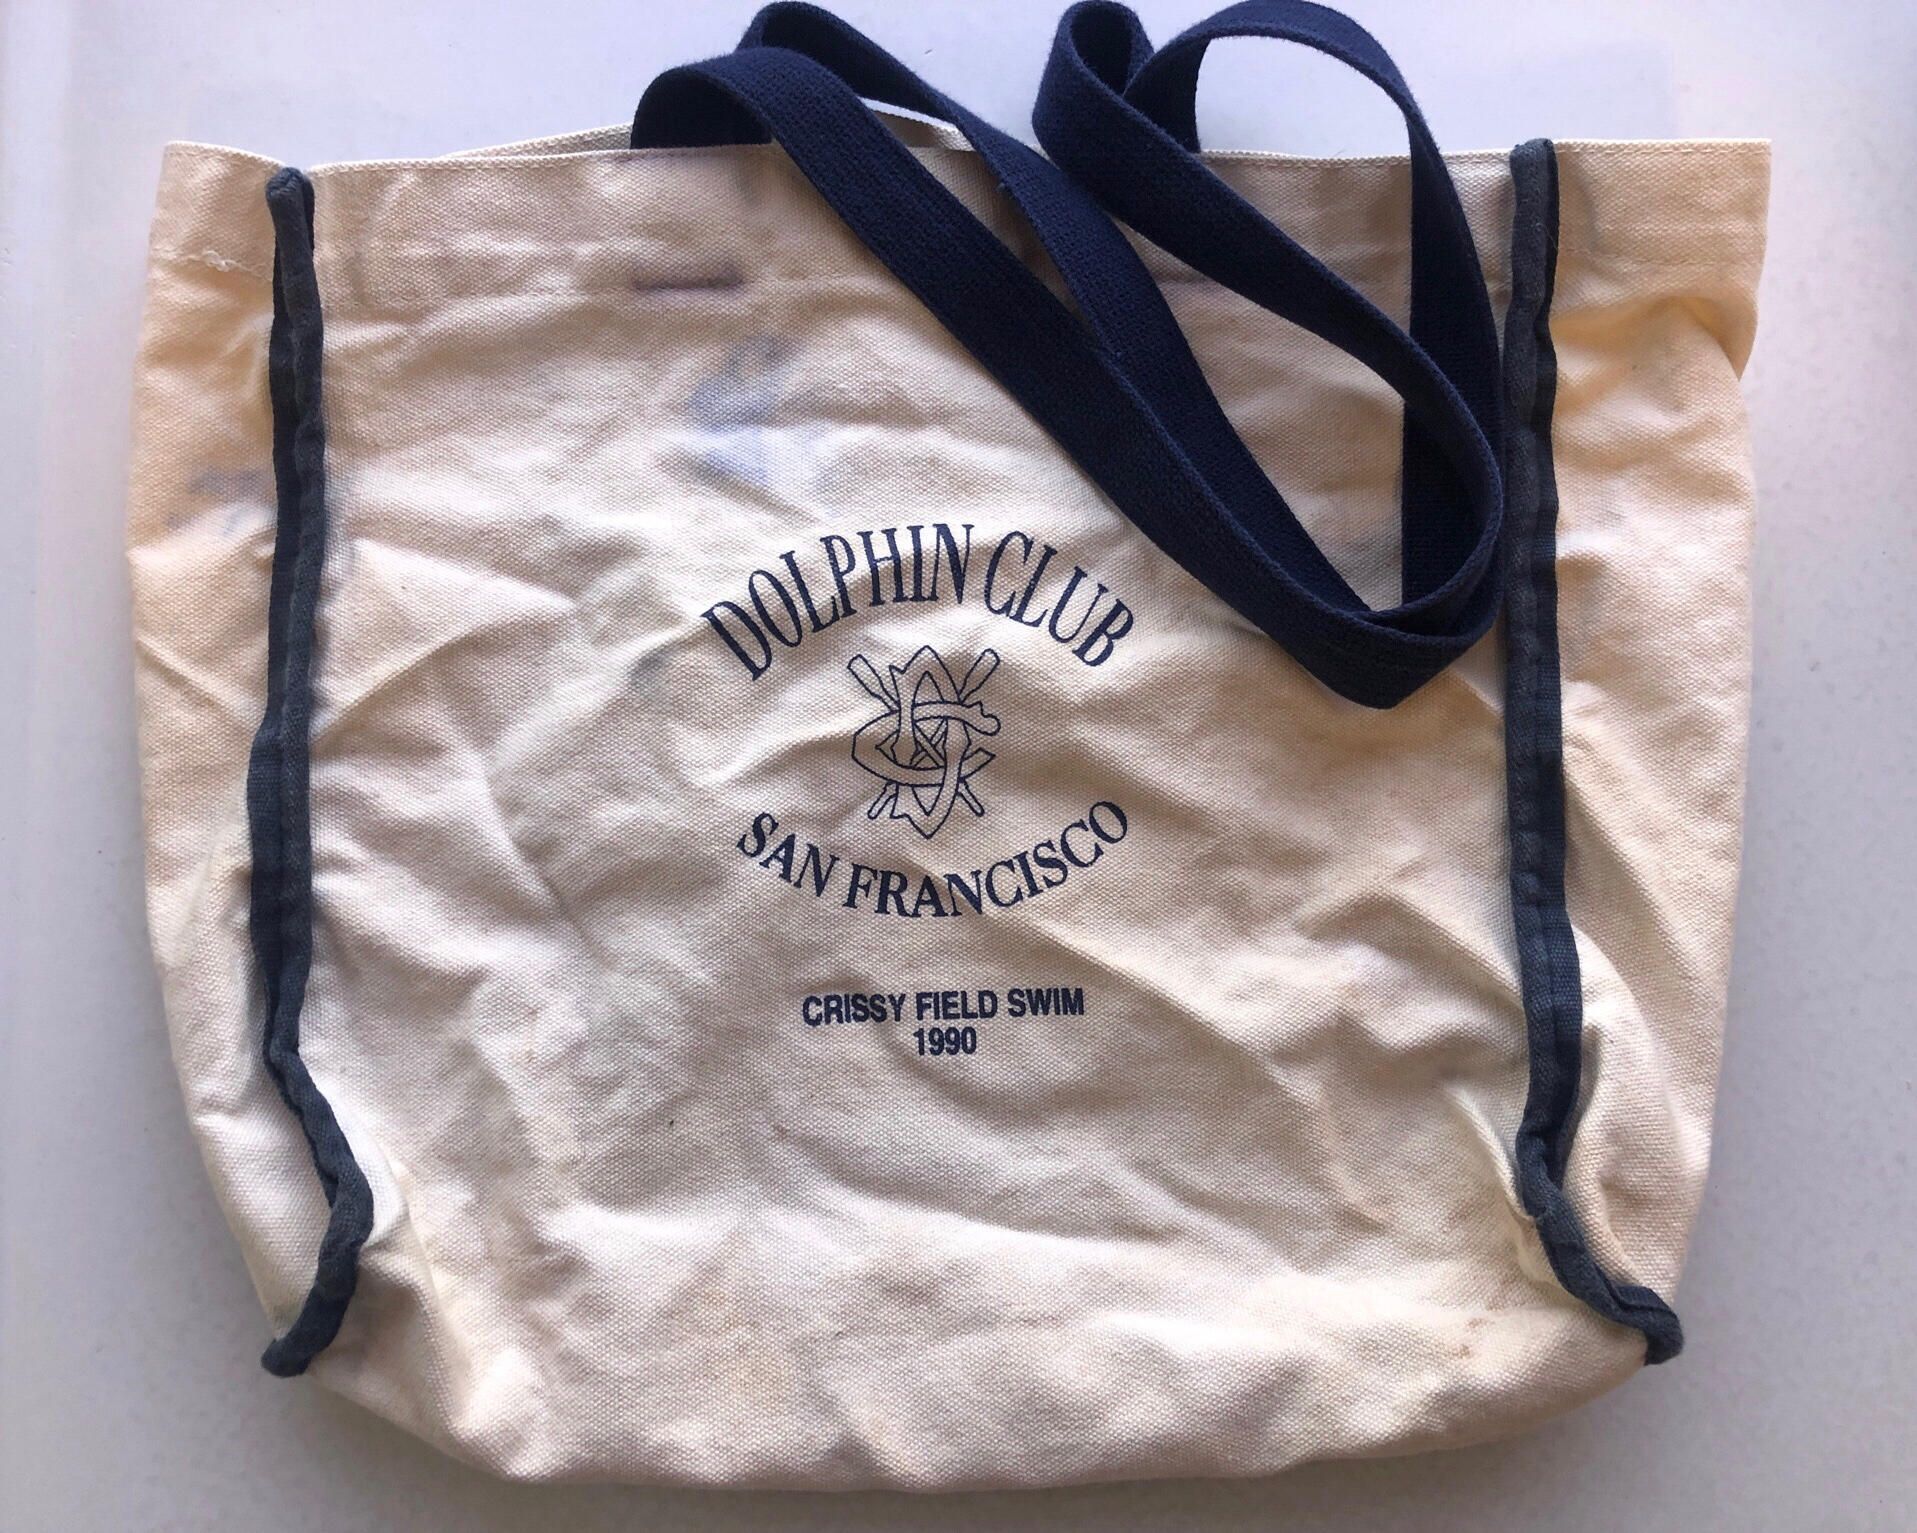 DOLPHIN CLUB
SAN FRANCISCO
CRISSY FIELD SWIM
1990